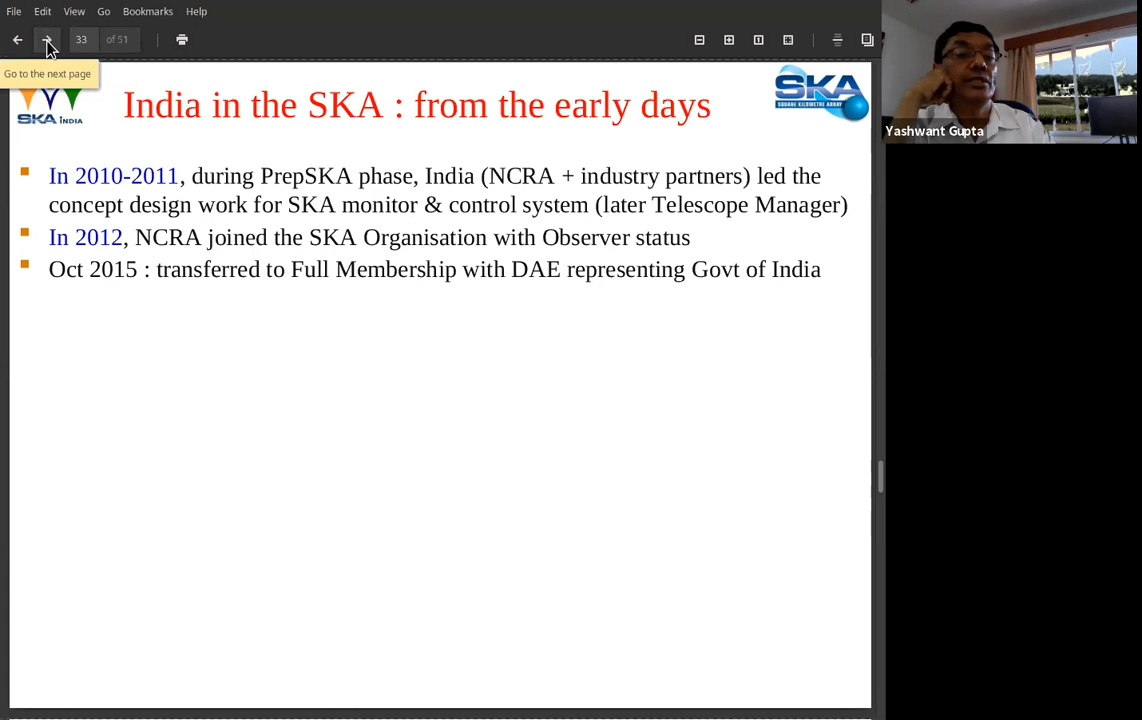 File Edit View Go Bookmarks Help
33 of 51
Go to the next page
SKA INDIA
India in the SKA : from the early days
SKA
SQUARE KILOMETRE ARRAY
Yashwant Gupta
In 2010-2011, during PrepSKA phase, India (NCRA + industry partners) led the
concept design work for SKA monitor & control system (later Telescope Manager)
In 2012, NCRA joined the SKA Organisation with Observer status
Oct 2015 : transferred to Full Membership with DAE representing Govt of India